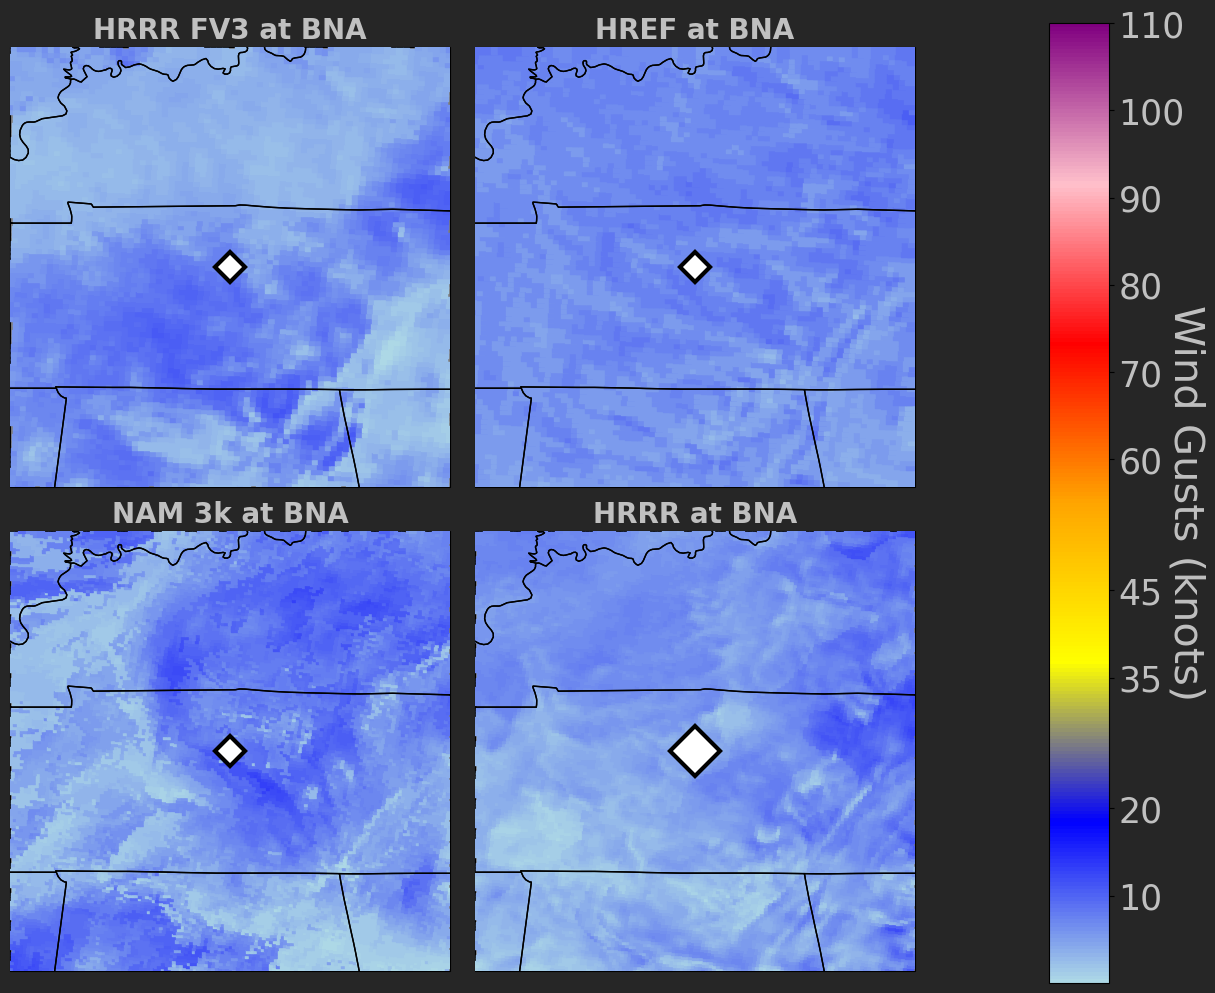 HRRR FV3 at BNA
HREF at BNA
NAM 3k at BNA
HRRR at BNA
110
100
90
80
70
60
45
35
20
10
Wind Gusts (knots)